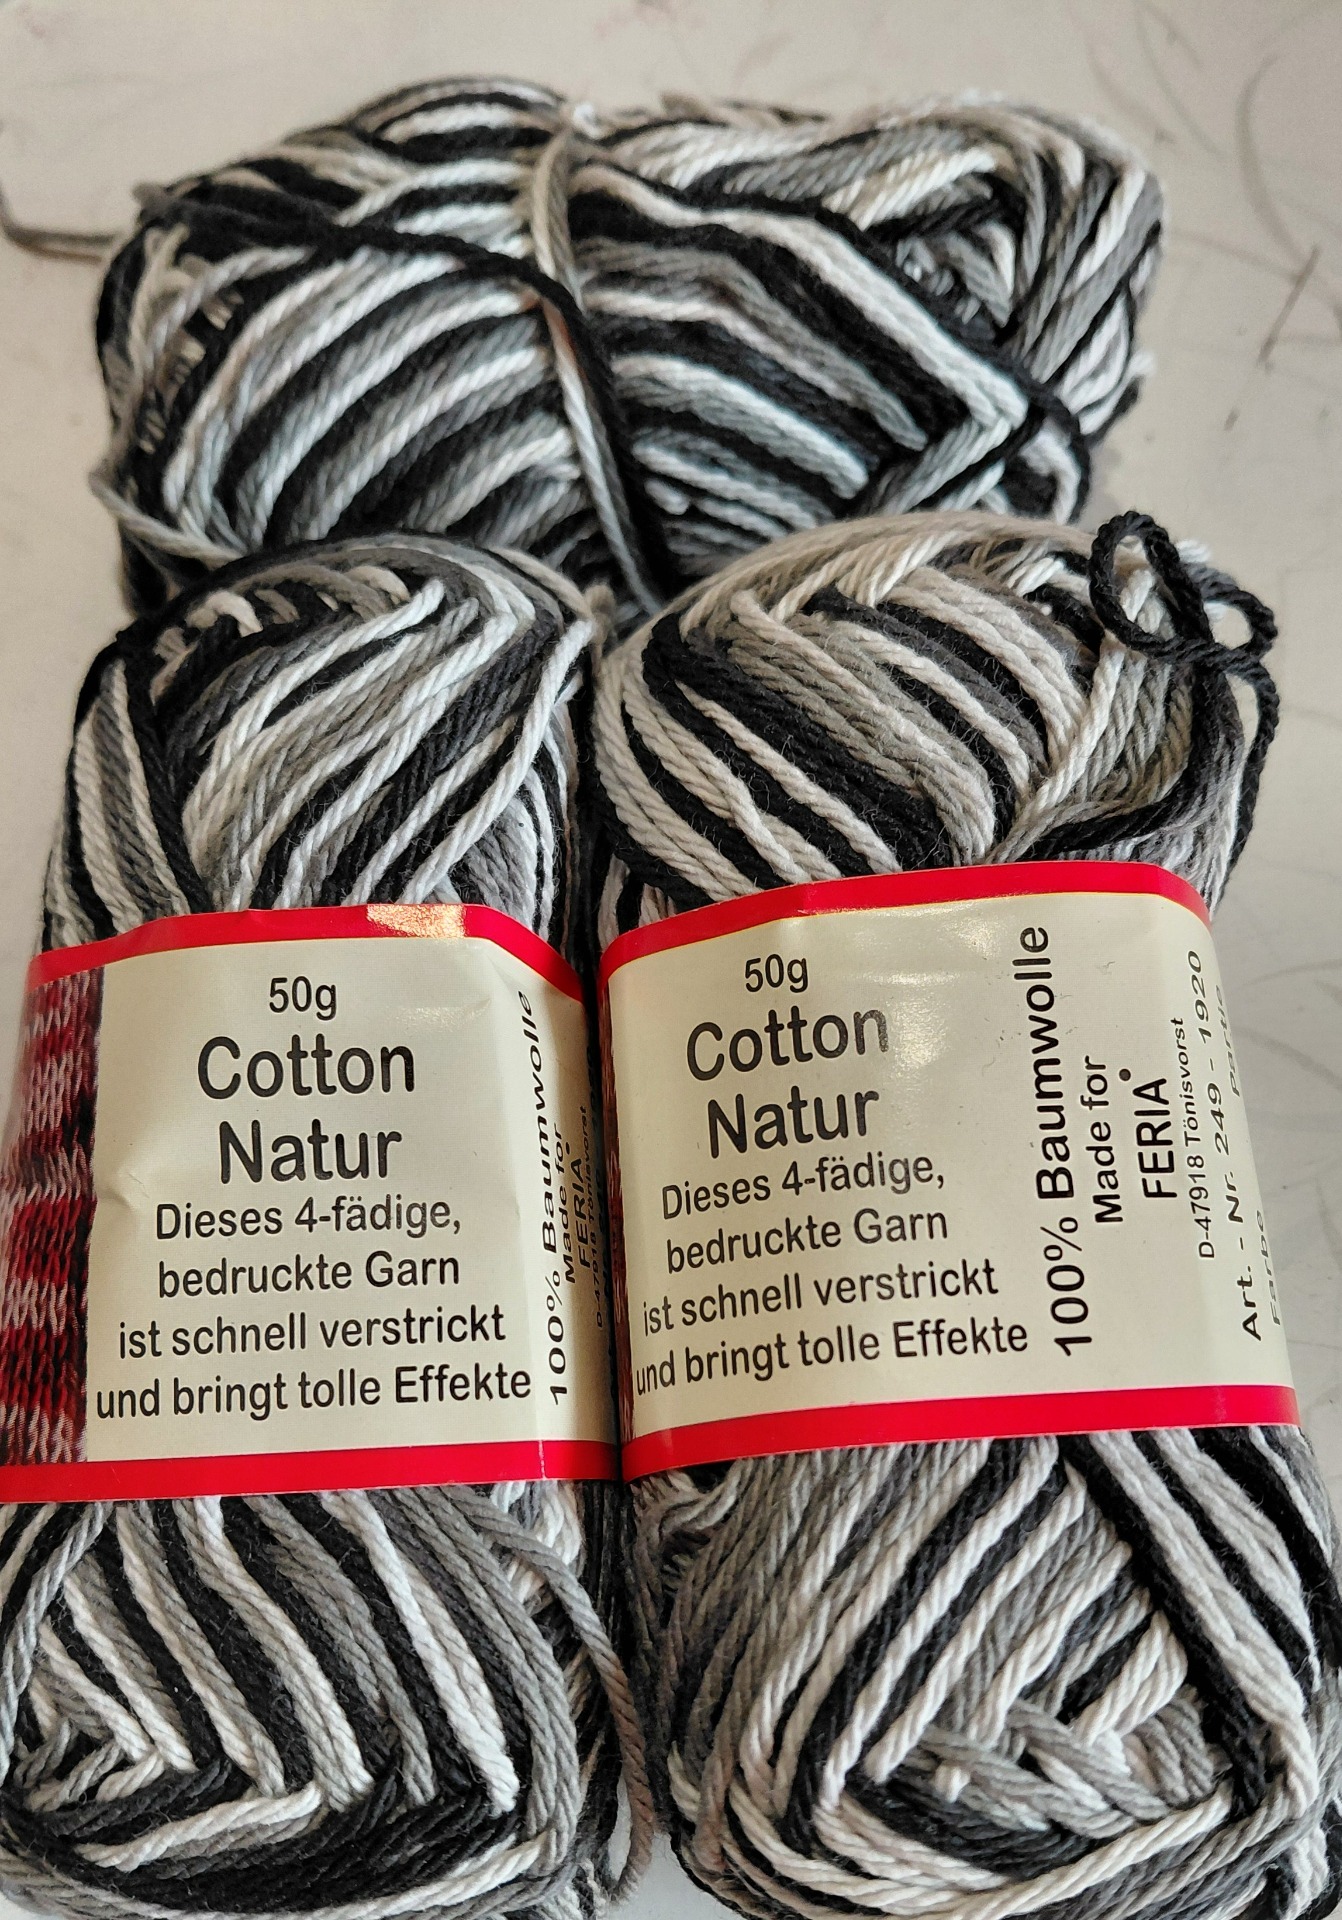 50g
Cotton
Natur
Dieses 4-fädige,
bedruckte Garn
ist schnell verstrickt
und bringt tolle Effekte
100% Baumwolle
Made for
FERIA
50g
Cotton
Natur
Dieses 4-fädige,
bedruckte Garn
ist schnell verstrickt
und bringt tolle Effekte
100% Baumwolle
Made for
FERIA
D-47918 Tönisvorst
Art. - Nr. 249 - 1920
Farbe Partie